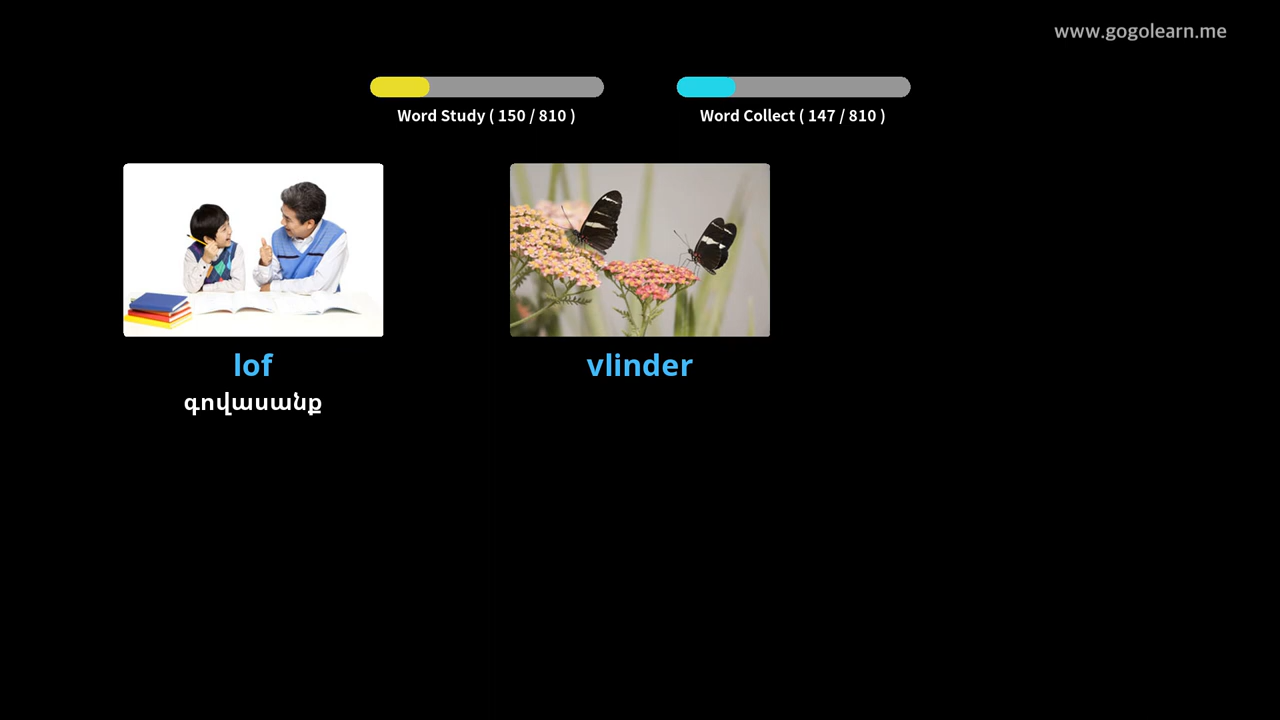 www.gogolearn.me
Word Study ( 150 / 810 )
Word Collect ( 147 / 810 )
lof
գովասանք
vlinder